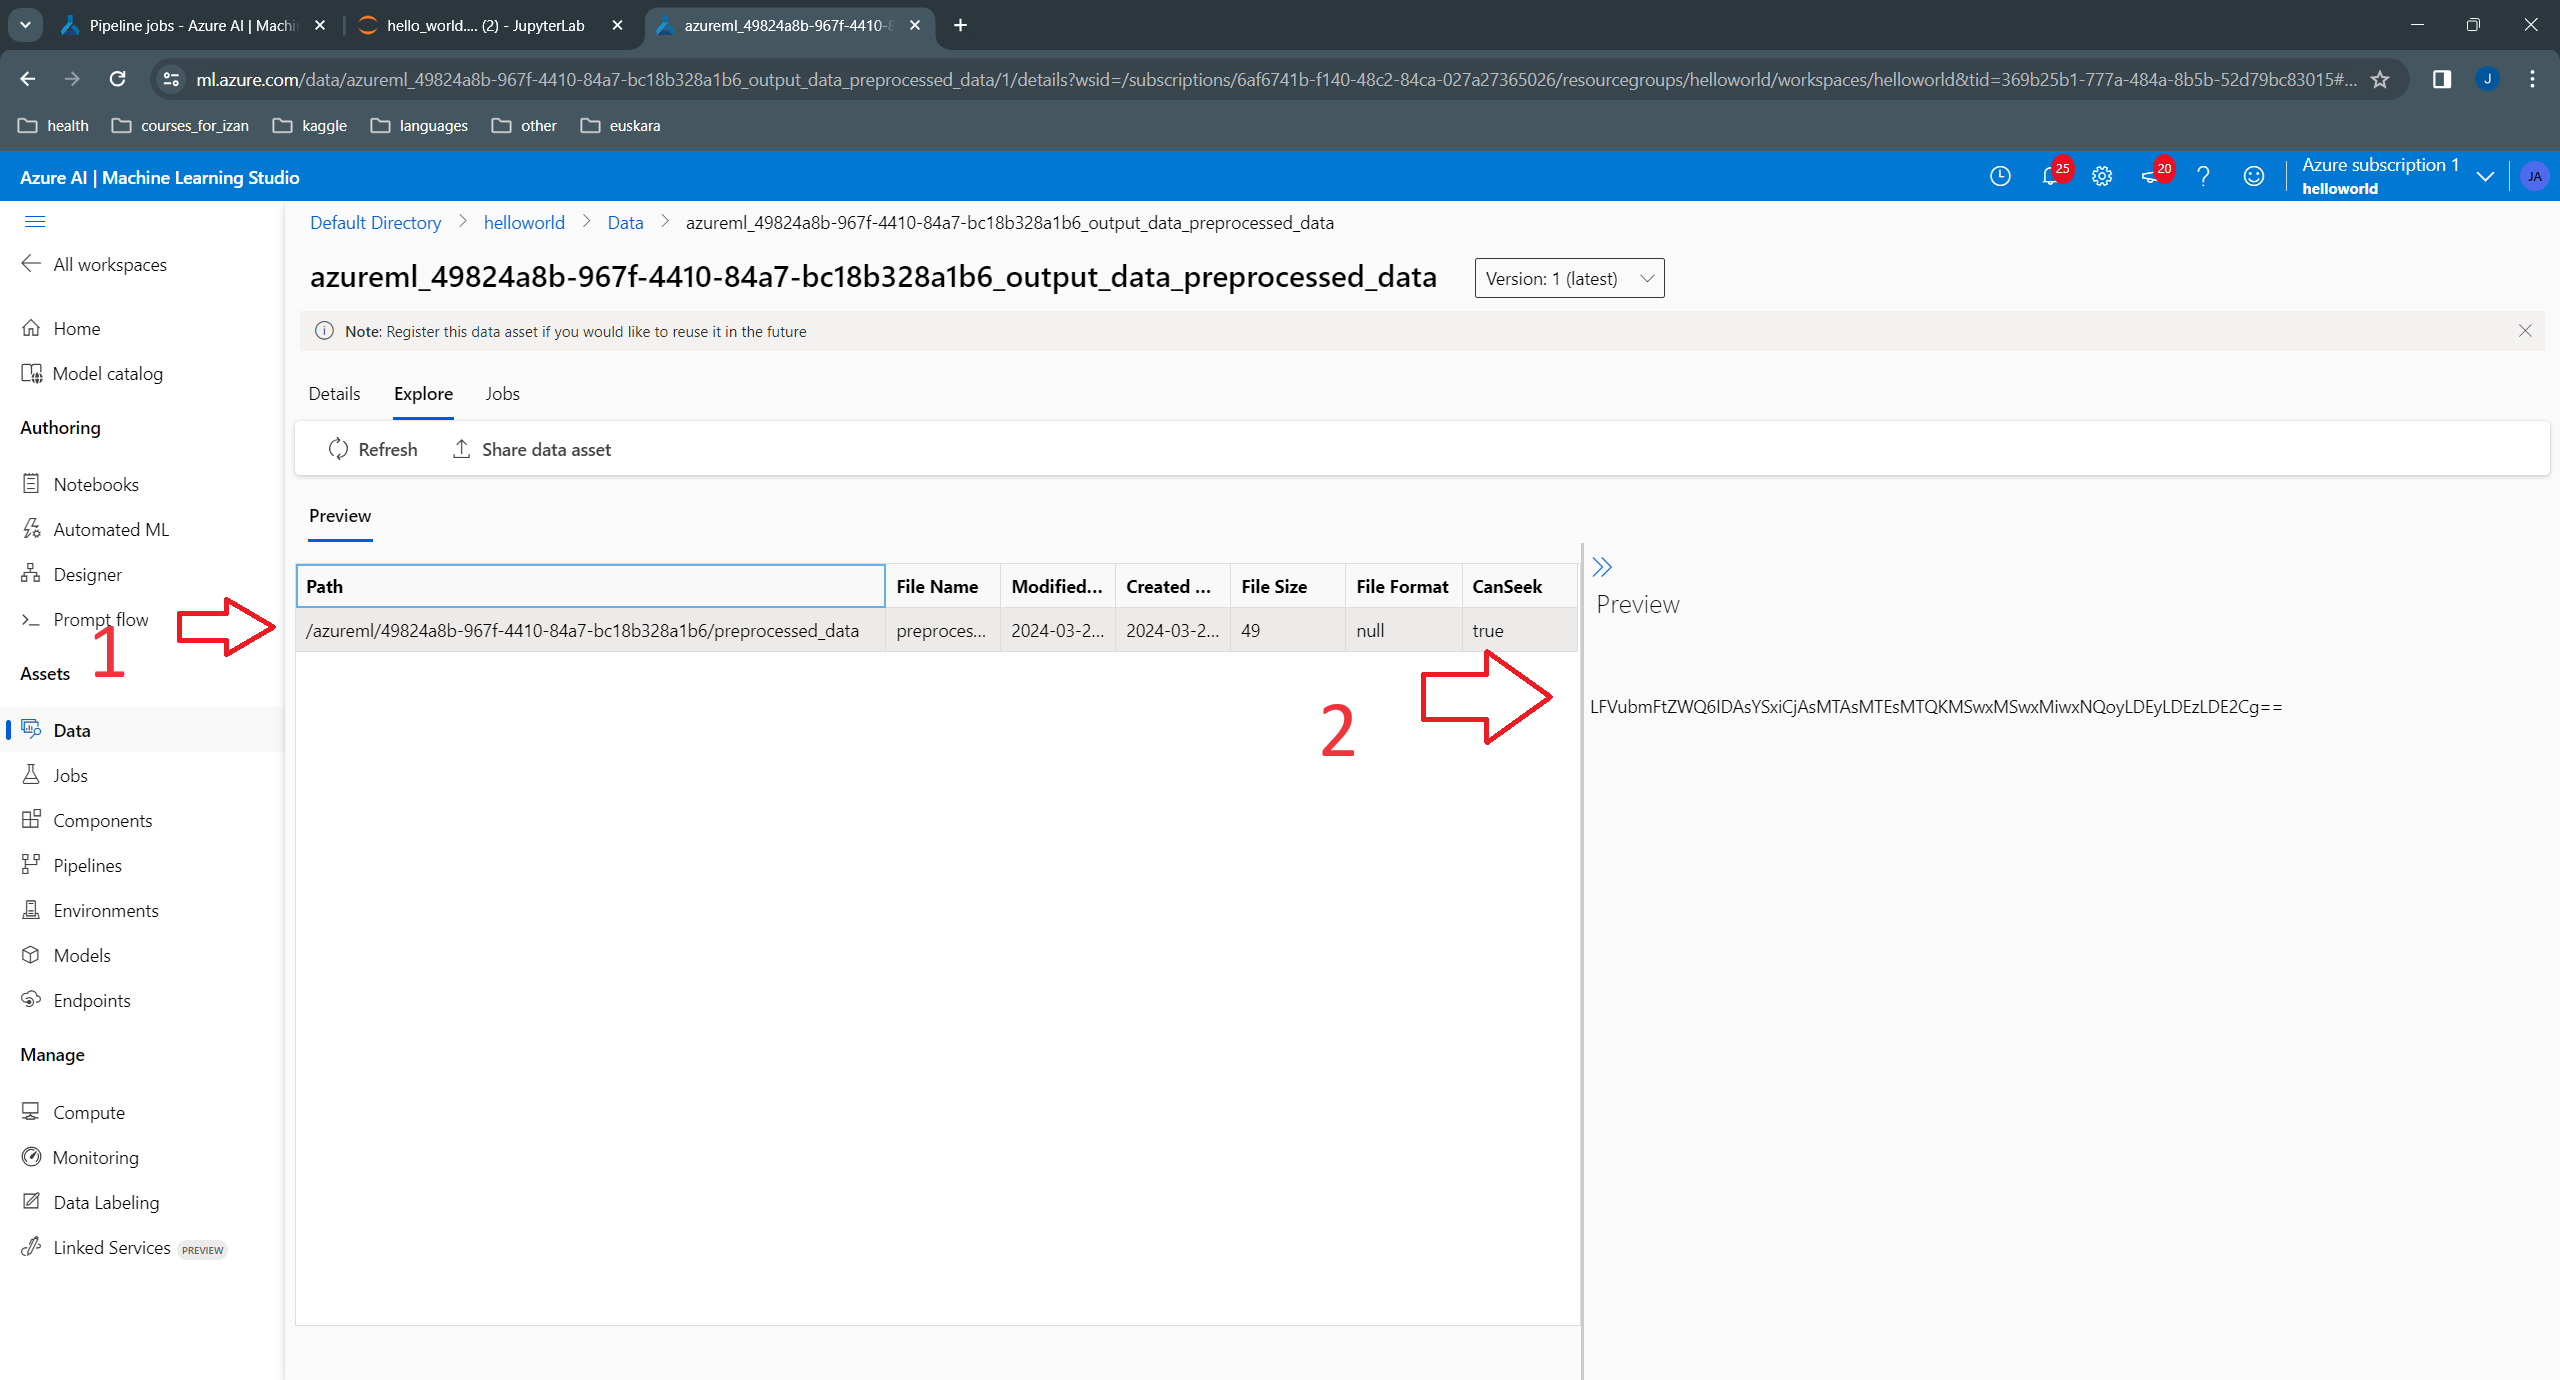 Pipeline jobs - Azure AI | Machi
hello_world.... (2) - JupyterLab
azureml_49824a8b-967f-4410-8
ml.azure.com/data/azureml_49824a8b-967f-4410-84a7-bc18b328a1b6_output_data_preprocessed_data/1/details?wsid=/subscriptions/6af6741b-f140-48c2-84ca-027a27365026/resourcegroups/helloworld/workspaces/helloworld&tid=369b25b1-777a-484a-8b5b-52d79bc83015#...
J
health
courses_for_izan
kaggle
languages
other
euskara
Azure AI | Machine Learning Studio
25
20
Azure subscription 1
helloworld
JA
All workspaces
Home
Model catalog
Authoring
Notebooks
Automated ML
Designer
Prompt flow
Assets
Data
Jobs
Components
Pipelines
Environments
Models
Endpoints
Manage
Compute
Monitoring
Data Labeling
Linked Services PREVIEW
Default Directory > helloworld > Data > azureml_49824a8b-967f-4410-84a7-bc18b328a1b6_output_data_preprocessed_data
azureml_49824a8b-967f-4410-84a7-bc18b328a1b6_output_data_preprocessed_data
Version: 1 (latest)
Note: Register this data asset if you would like to reuse it in the future
Details Explore Jobs
Refresh Share data asset
Preview
Path File Name Modified... Created ... File Size File Format CanSeek
/azureml/49824a8b-967f-4410-84a7-bc18b328a1b6/preprocessed_data preproces... 2024-03-2... 2024-03-2... 49 null true
1
2
Preview
LFVubmFtZWQ6IDAsYSxiCjAsMTAsMTEsMTQKMSwxMSwxMiwxNQoyLDEyLDEzLDE2Cg==